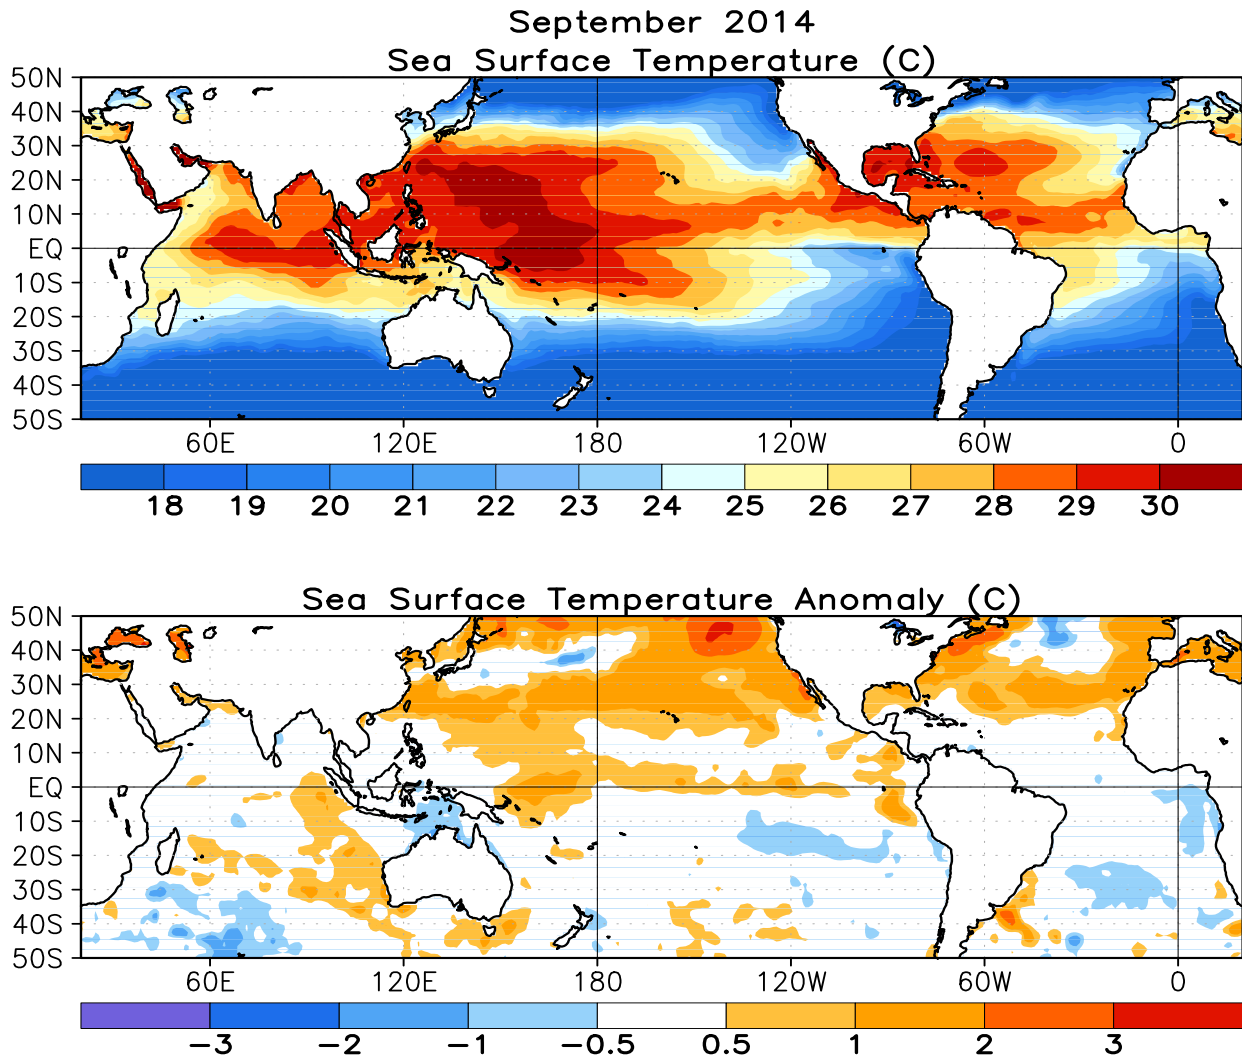 September 2014
Sea Surface Temperature (C)
50N
40N
30N
20N
10N
EQ
10S
20S
30S
40S
50S
60E 120E 180 120W 60W 0
18 19 20 21 22 23 24 25 26 27 28 29 30
Sea Surface Temperature Anomaly (C)
50N
40N
30N
20N
10N
EQ
10S
20S
30S
40S
50S
60E 120E 180 120W 60W 0
−3 −2 −1 −0.5 0.5 1 2 3